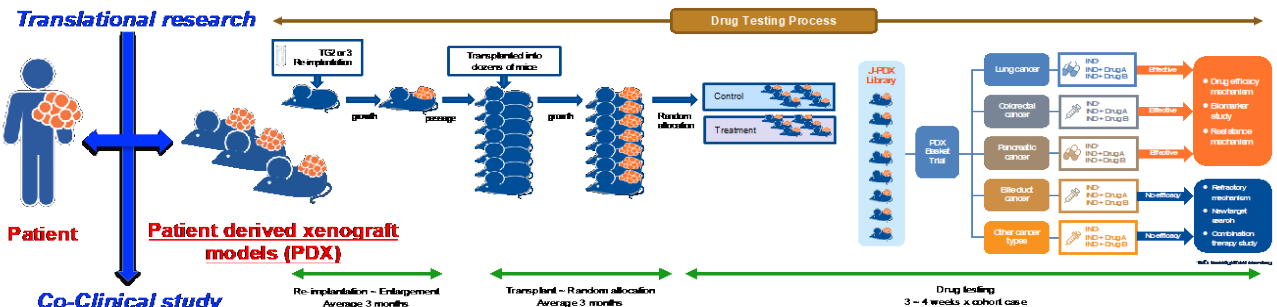 Translational research
Drug Testing Process
TG2 or 3
Re-implantation
Transplanted into
dozens of mice
growth
passage
growth
Random
allocation
Control
Treatment
J-PDX
Library
PDX
Basket
Trial
Lung cancer
IND
IND+ Drug A
IND+ Drug B
Effective
Colorectal
cancer
IND
IND+ Drug A
IND+ Drug B
Effective
Pancreatic
cancer
IND
IND+ Drug A
IND+ Drug B
Effective
Bile duct
cancer
IND
IND+ Drug A
IND+ Drug B
No efficacy
Other cancer
types
IND
IND+ Drug A
IND+ Drug B
No efficacy
● Drug efficacy
mechanism
● Biomarker
study
● Resistance
mechanism
● Refractory
mechanism
● New target
search
● Combination
therapy study
Patient
Patient derived xenograft
models (PDX)
Re-implantation ~ Enlargement
Average 3 months
Transplant ~ Random allocation
Average 3 months
Drug testing
3 ~ 4 weeks x cohort case
Co-Clinical study